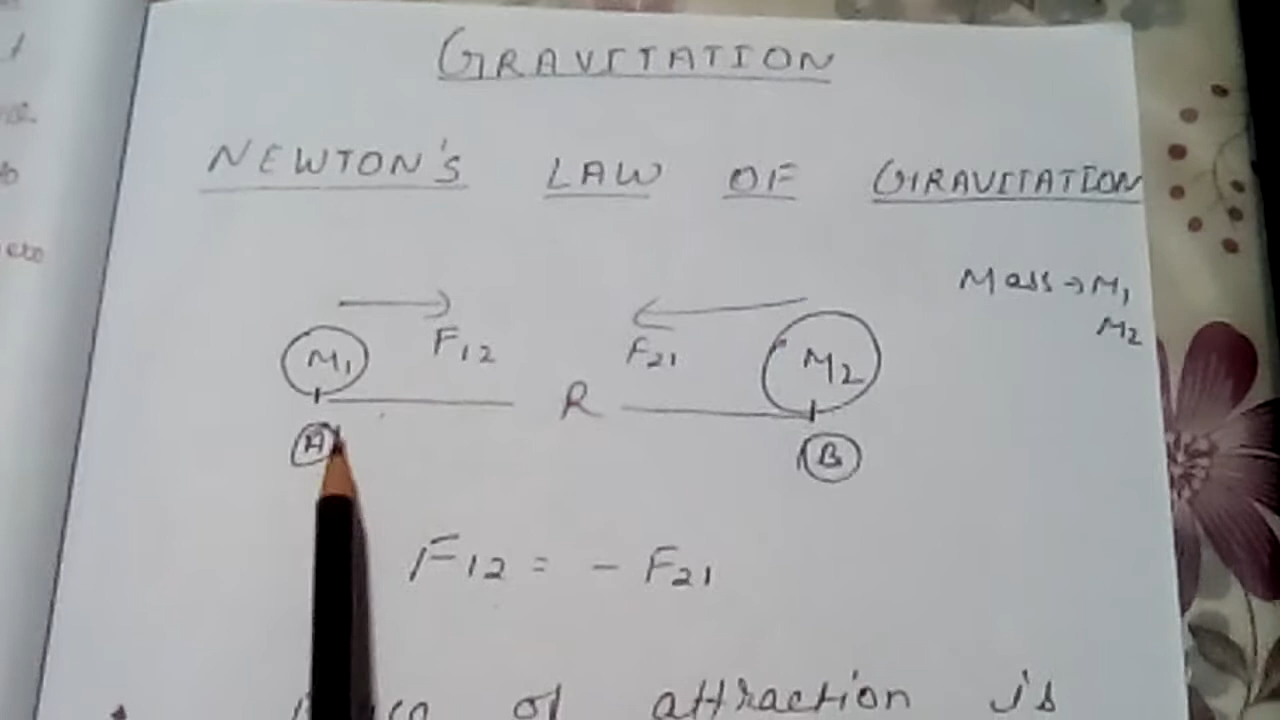 GRAVITATION
NEWTON'S LAW OF GRAVITATION
Mass → M1
M2
F12 F21
M1 M2
R
A B
F12 = - F21
of attraction is